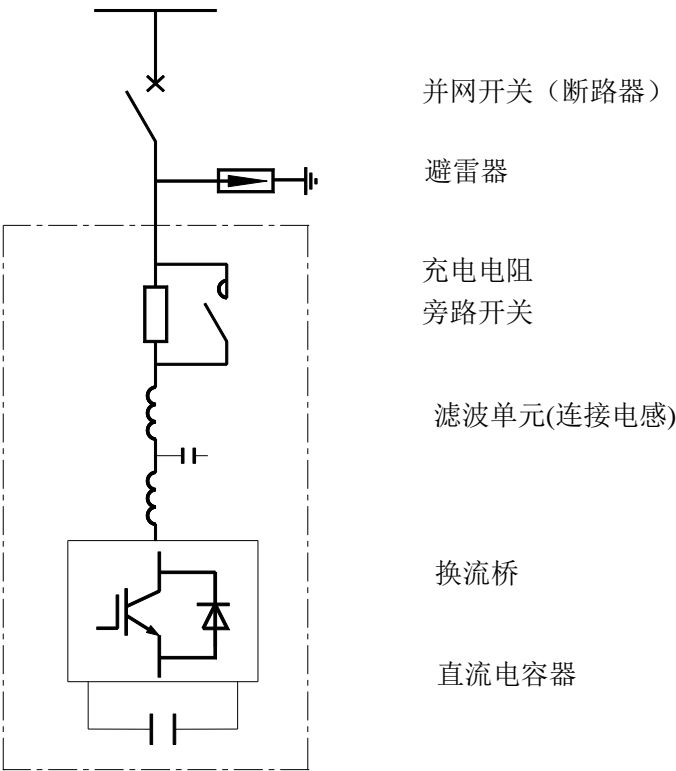 并网开关（断路器）
避雷器
充电电阻
旁路开关
滤波单元(连接电感)
换流桥
直流电容器